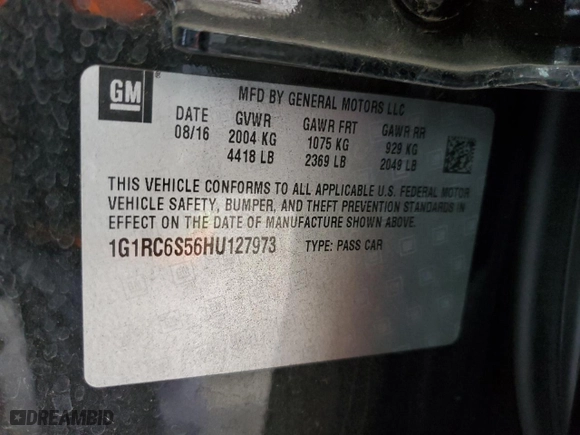 GM
MFD BY GENERAL MOTORS LLC
DATE GVWR GAWR FRT GAWR RR
08/16 2004 KG 1075 KG 929 KG
4418 LB 2369 LB 2049 LB
THIS VEHICLE CONFORMS TO ALL APPLICABLE U.S. FEDERAL MOTOR
VEHICLE SAFETY, BUMPER, AND THEFT PREVENTION STANDARDS IN
EFFECT ON THE DATE OF MANUFACTURE SHOWN ABOVE.
1G1RC6S56HU127973 TYPE: PASS CAR
DREAMBID